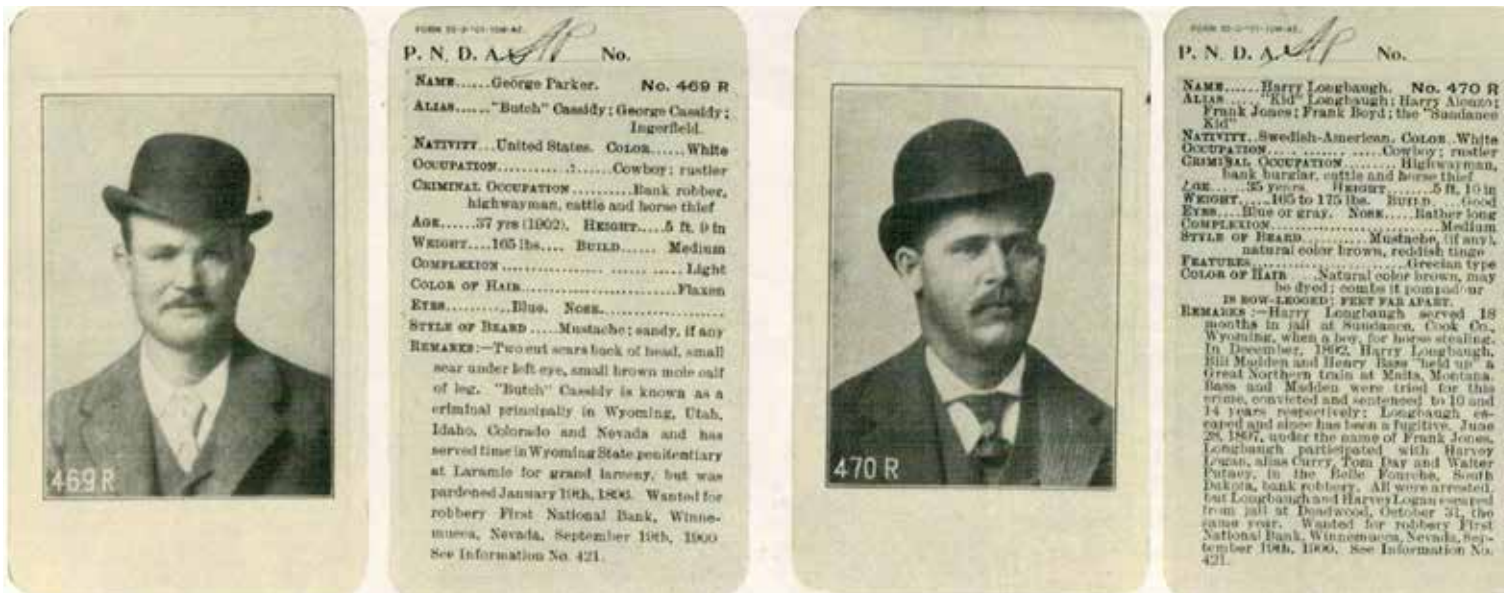 469 R
P. N. D. A. No.
NAME......George Parker. No. 469 R
ALIAS......"Butch" Cassidy; George Cassidy;
Ingerfield.
NATIVITY...United States. COLOR......White
OCCUPATION....................Cowboy; rustler
CRIMINAL OCCUPATION..........Bank robber,
highwayman, cattle and horse thief
AGE......37 yrs (1902). HEIGHT.....5 ft. 9 in
WEIGHT....165 lbs.... BUILD...... Medium
COMPLEXION........................... Light
COLOR OF HAIR.......................Flaxen
EYES.........Blue. NOSE...................
STYLE OF BEARD.....Mustache; sandy, if any
REMARKS:—Two cut scars back of head, small
scar under left eye, small brown mole calf
of leg. "Butch" Cassidy is known as a
criminal principally in Wyoming, Utah,
Idaho, Colorado and Nevada and has
served time in Wyoming State penitentiary
at Laramie for grand larceny, but was
pardoned January 19th, 1896. Wanted for
robbery First National Bank, Winne-
mucca, Nevada, September 19th, 1900
See Information No. 421.
470 R
P. N. D. A. No.
NAME......Harry Longbaugh. No. 470 R
ALIAS......"Kid" Longbaugh; Harry Alonzo;
Frank Jones; Frank Boyd; the "Sundance
Kid"
NATIVITY..Swedish-American. COLOR..White
OCCUPATION..............Cowboy; rustler
CRIMINAL OCCUPATION........Highwayman,
bank burglar, cattle and horse thief
AGE.....35 years. HEIGHT.......5 ft. 10 in
WEIGHT.....165 to 175 lbs. BUILD....Good
EYES....Blue or gray. NOSE.....Rather long
COMPLEXION.......................Medium
STYLE OF BEARD.......Mustache, (if any),
natural color brown, reddish tinge
FEATURES.....................Grecian type
COLOR OF HAIR....Natural color brown, may
be dyed; combs it pompadour
IS BOW-LEGGED; FEET FAR APART.
REMARKS:—Harry Longbaugh served 18
months in jail at Sundance, Cook Co.,
Wyoming, when a boy, for horse stealing.
In December, 1892, Harry Longbaugh,
Bill Madden and Henry Bass "held up" a
Great Northern train at Malta, Montana.
Bass and Madden were tried for this
crime, convicted and sentenced to 10 and
14 years respectively; Longbaugh es-
caped and since has been a fugitive. June
28, 1897, under the name of Frank Jones,
Longbaugh participated with Harvey
Logan, alias Curry, Tom Day and Walter
Putney, in the Belle Fourche, South
Dakota, bank robbery. All were arrested,
but Longbaugh and Harvey Logan escaped
from jail at Deadwood, October 31, the
same year. Wanted for robbery First
National Bank, Winnemucca, Nevada, Sep-
tember 19th, 1900. See Information No.
421.